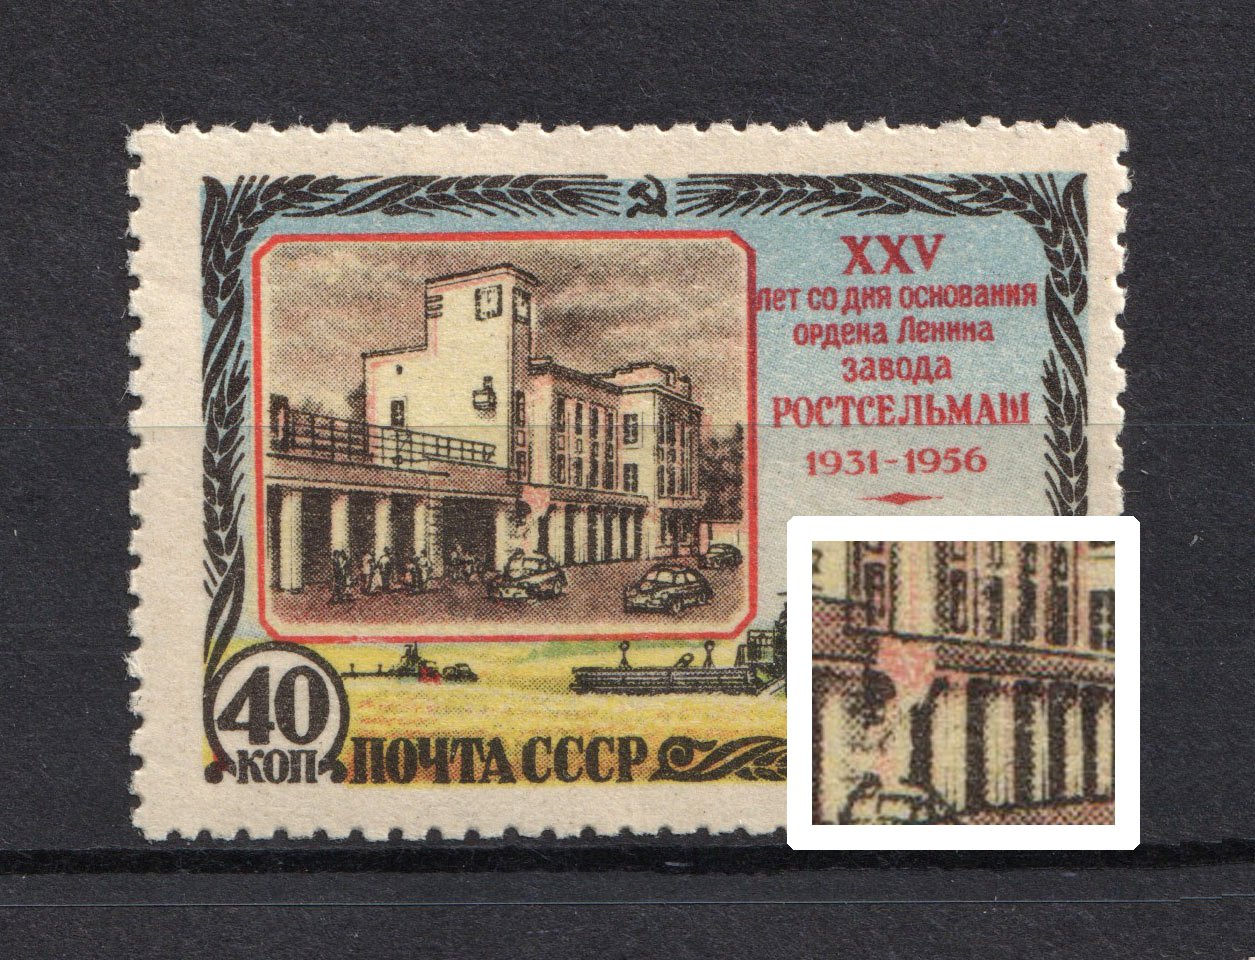 XXV
лет со дня основания
ордена Ленина
завода
РОСТСЕЛЬМАШ
1931-1956
40
КОП
ПОЧТА СССР